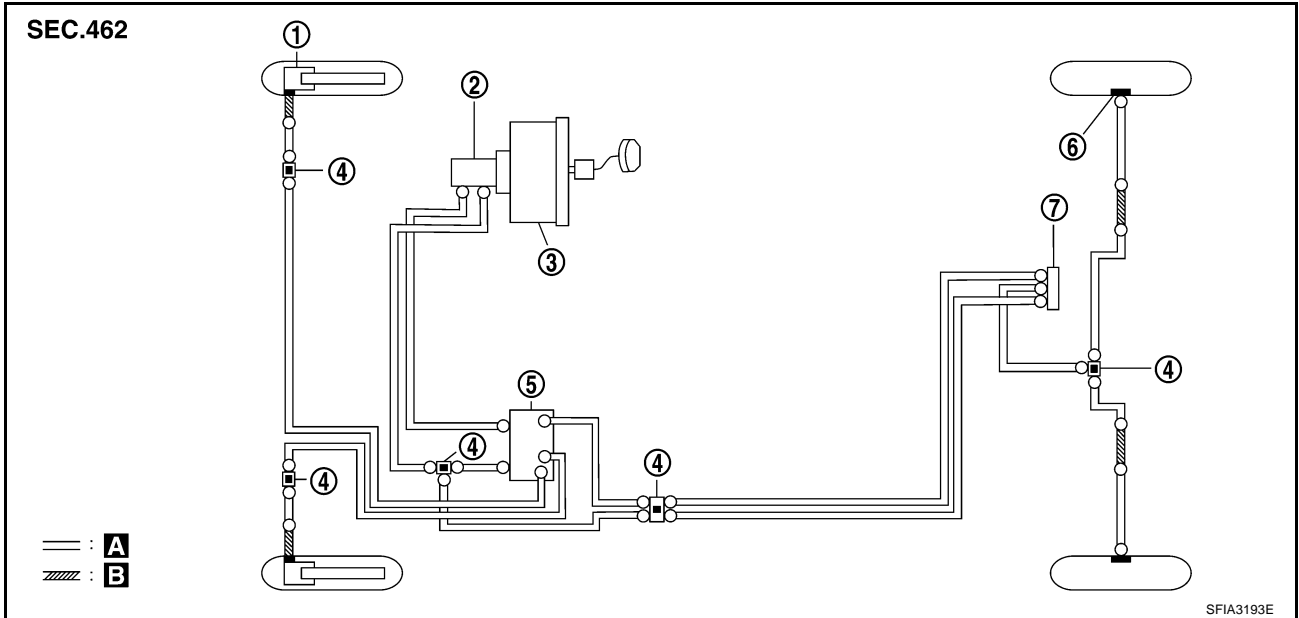 SEC.462
①
②
③
④
⑥
⑦
④
⑤
④
④
④
: A
: B
SFIA3193E